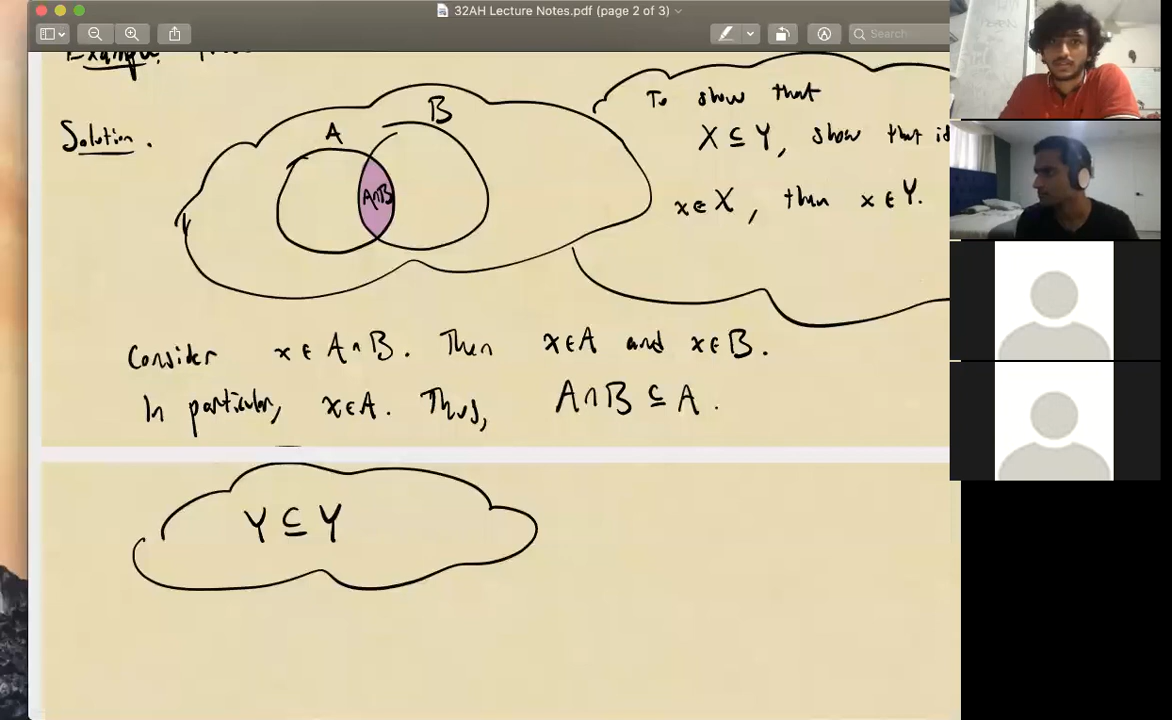 32AH Lecture Notes.pdf (page 2 of 3)
Search
Example.
Solution.
A
B
A∩B
To show that
X ⊆ Y, show that
x ∈ X, then x ∈ Y.
Consider x ∈ A ∩ B. Then x ∈ A and x ∈ B.
In particular, x ∈ A. Thus, A ∩ B ⊆ A.
Y ⊆ Y